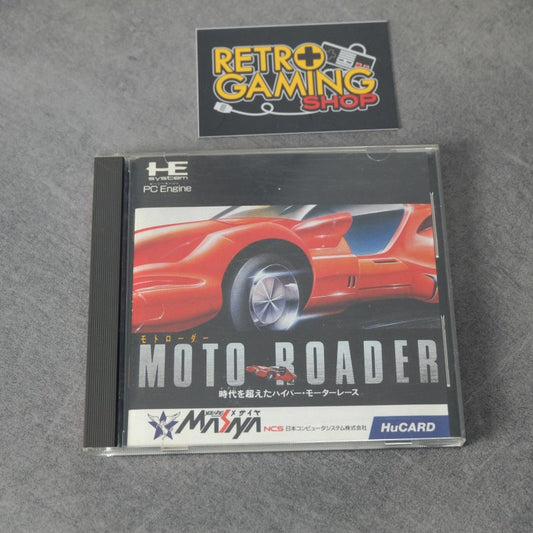 RETRO
GAMING
SHOP
HE
system
PC Engine
モトローダー
MOTO ROADER
時代を超えたハイパー・モーターレース
メサイヤ
MASAYA
NCS 日本コンピュータシステム株式会社
HuCARD